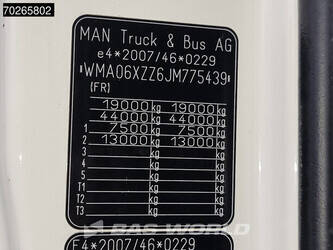 70265802
MAN Truck & Bus AG
e4*2007/46*0229
WMA06XZZ6JM775439
(FR)
19000kg 19000kg
44000kg 44000kg
1 7500kg 7500kg
2 13000kg 13000kg
3 kg kg
4 kg kg
5 kg kg
T1 kg kg
T2 kg kg
T3 kg kg
BAS WORLD
E4*2007/46*0229